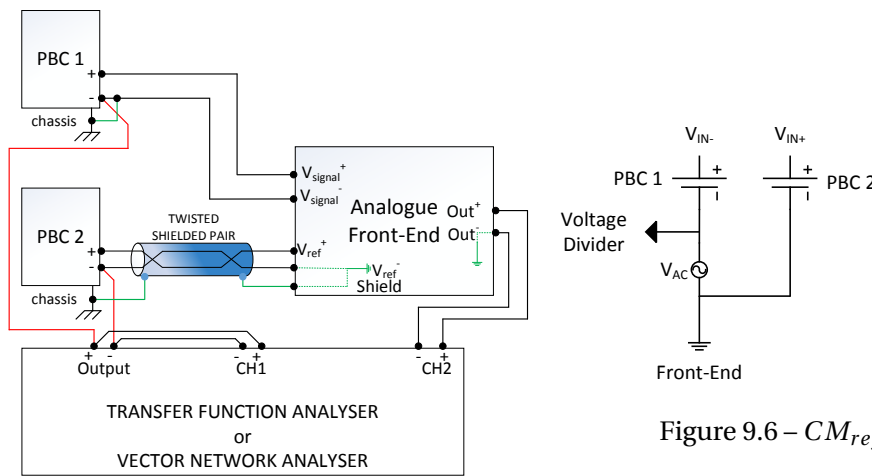 PBC 1
+
-
chassis
PBC 2
+
-
chassis
TWISTED
SHIELDED PAIR
Vsignal+
Vsignal-
Analogue
Front-End
Out+
Out-
Vref+
Vref-
Shield
+ -
Output
- +
CH1
- +
CH2
TRANSFER FUNCTION ANALYSER
or
VECTOR NETWORK ANALYSER
VIN-
VIN+
PBC 1
+
-
PBC 2
+
-
Voltage
Divider
VAC
Front-End
Figure 9.6 – CMre